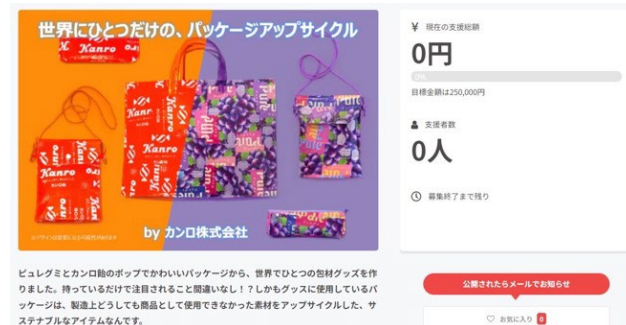 世界にひとつだけの、パッケージアップサイクル
Kanro
Kanro
Kanro
Kanro
Puré
by カンロ株式会社
ピュレグミとカンロ飴のポップでかわいいパッケージから、世界でひとつの包材グッズを作
りました。持っているだけで注目されること間違いなし！？しかもグッズに使用しているパ
ッケージは、製造上どうしても商品として使用できなかった素材をアップサイクルした、サ
ステナブルなアイテムなんです。
¥ 現在の支援総額
0円
0%
目標金額は250,000円
支援者数
0人
募集終了まで残り
公開されたらメールでお知らせ
♡ お気に入り 0